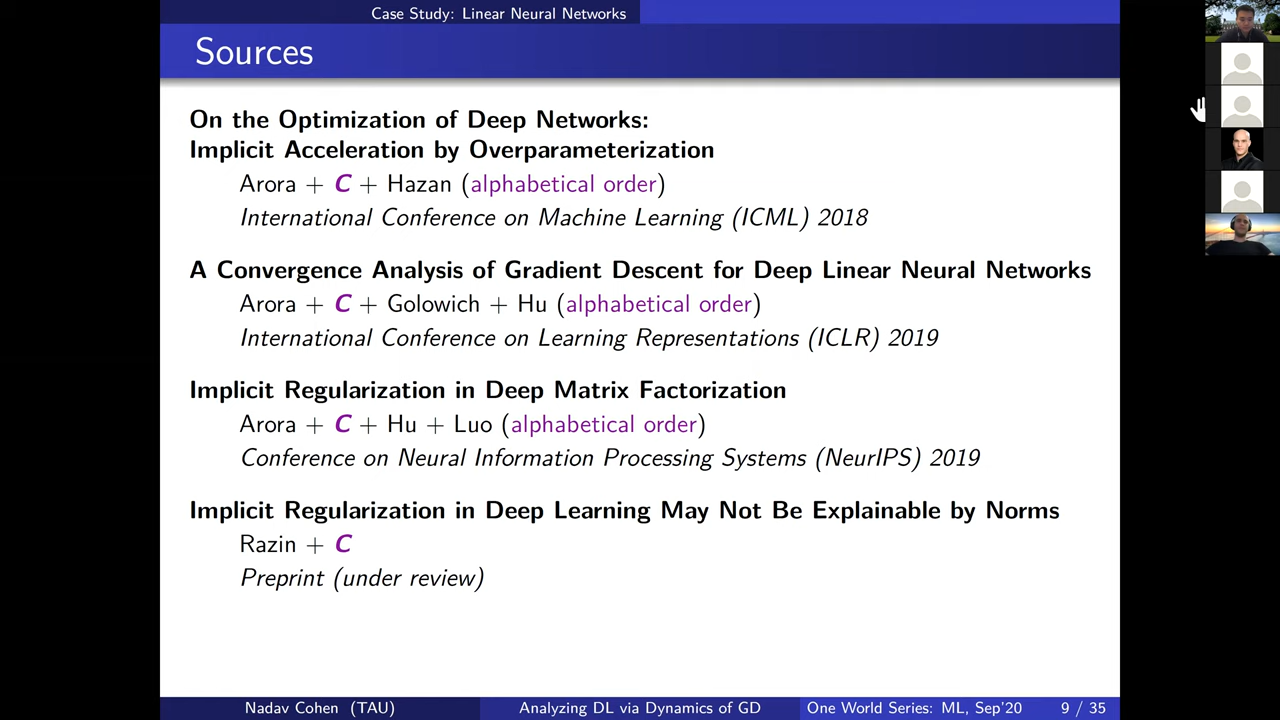 Case Study: Linear Neural Networks
Sources
On the Optimization of Deep Networks:
Implicit Acceleration by Overparameterization
Arora + C + Hazan (alphabetical order)
International Conference on Machine Learning (ICML) 2018
A Convergence Analysis of Gradient Descent for Deep Linear Neural Networks
Arora + C + Golowich + Hu (alphabetical order)
International Conference on Learning Representations (ICLR) 2019
Implicit Regularization in Deep Matrix Factorization
Arora + C + Hu + Luo (alphabetical order)
Conference on Neural Information Processing Systems (NeurIPS) 2019
Implicit Regularization in Deep Learning May Not Be Explainable by Norms
Razin + C
Preprint (under review)
Nadav Cohen (TAU) Analyzing DL via Dynamics of GD One World Series: ML, Sep'20 9 / 35